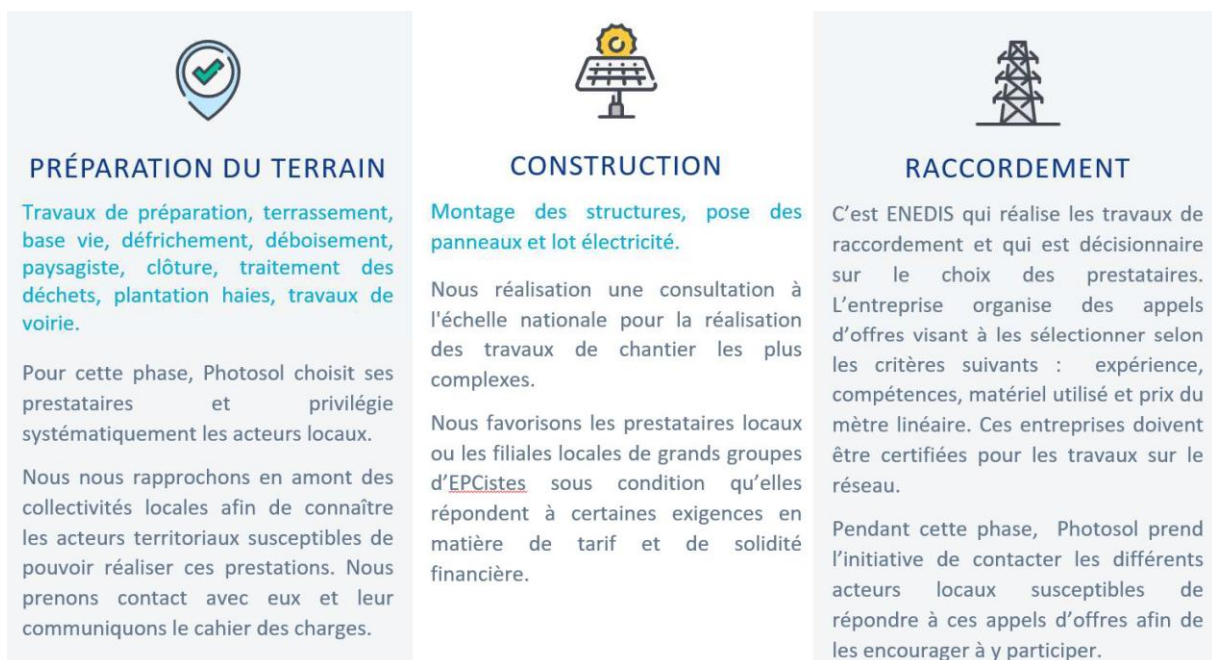 PRÉPARATION DU TERRAIN
Travaux de préparation, terrassement,
base vie, défrichement, déboisement,
paysagiste, clôture, traitement des
déchets, plantation haies, travaux de
voirie.
Pour cette phase, Photosol choisit ses
prestataires et privilégie
systématiquement les acteurs locaux.
Nous nous rapprochons en amont des
collectivités locales afin de connaître
les acteurs territoriaux susceptibles de
pouvoir réaliser ces prestations. Nous
prenons contact avec eux et leur
communiquons le cahier des charges.
CONSTRUCTION
Montage des structures, pose des
panneaux et lot électricité.
Nous réalisation une consultation à
l'échelle nationale pour la réalisation
des travaux de chantier les plus
complexes.
Nous favorisons les prestataires locaux
ou les filiales locales de grands groupes
d’EPCistes sous condition qu’elles
répondent à certaines exigences en
matière de tarif et de solidité
financière.
RACCORDEMENT
C’est ENEDIS qui réalise les travaux de
raccordement et qui est décisionnaire
sur le choix des prestataires.
L’entreprise organise des appels
d’offres visant à les sélectionner selon
les critères suivants : expérience,
compétences, matériel utilisé et prix du
mètre linéaire. Ces entreprises doivent
être certifiées pour les travaux sur le
réseau.
Pendant cette phase, Photosol prend
l’initiative de contacter les différents
acteurs locaux susceptibles de
répondre à ces appels d’offres afin de
les encourager à y participer.